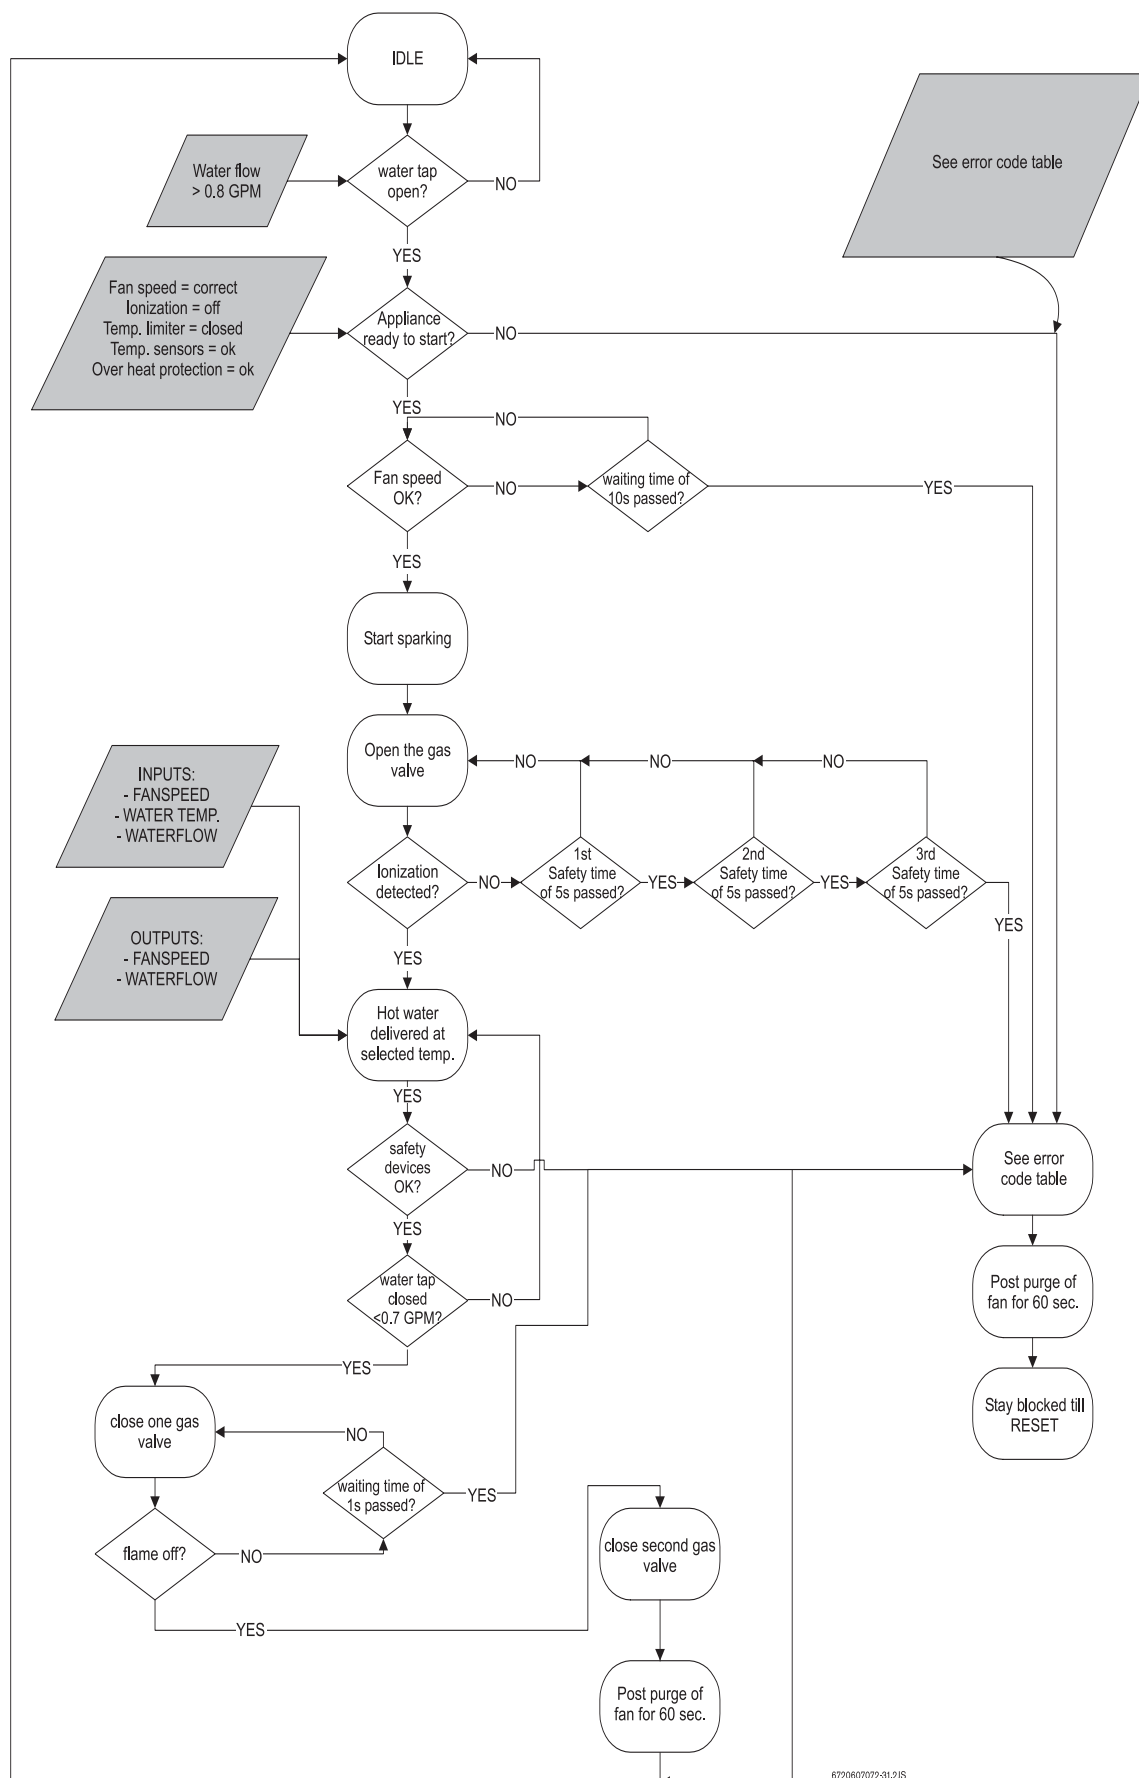 IDLE
Water flow
> 0.8 GPM
water tap
open?
NO
See error code table
YES
Fan speed = correct
Ionization = off
Temp. limiter = closed
Temp. sensors = ok
Over heat protection = ok
Appliance
ready to start?
NO
YES
NO
Fan speed
OK?
NO
waiting time of
10s passed?
YES
YES
Start sparking
Open the gas
valve
NO
NO
NO
INPUTS:
- FANSPEED
- WATER TEMP.
- WATERFLOW
Ionization
detected?
NO
1st
Safety time
of 5s passed?
YES
2nd
Safety time
of 5s passed?
YES
3rd
Safety time
of 5s passed?
YES
YES
OUTPUTS:
- FANSPEED
- WATERFLOW
Hot water
delivered at
selected temp.
YES
safety
devices
OK?
NO
See error
code table
YES
water tap
closed
<0.7 GPM?
NO
Post purge of
fan for 60 sec.
YES
Stay blocked till
RESET
close one gas
valve
NO
waiting time of
1s passed?
YES
flame off?
NO
close second gas
valve
YES
Post purge of
fan for 60 sec.
6720607072-31.2JS